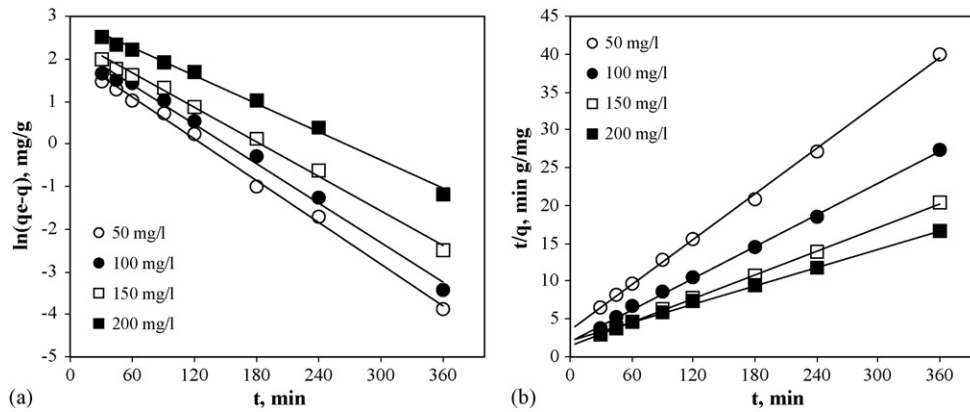 (a)
ln(qe-q), mg/g
3
2
1
0
-1
-2
-3
-4
-5
50 mg/l
100 mg/l
150 mg/l
200 mg/l
0 60 120 180 240 300 360
t, min
(b)
t/q, min g/mg
45
40
35
30
25
20
15
10
5
0
50 mg/l
100 mg/l
150 mg/l
200 mg/l
0 60 120 180 240 300 360
t, min